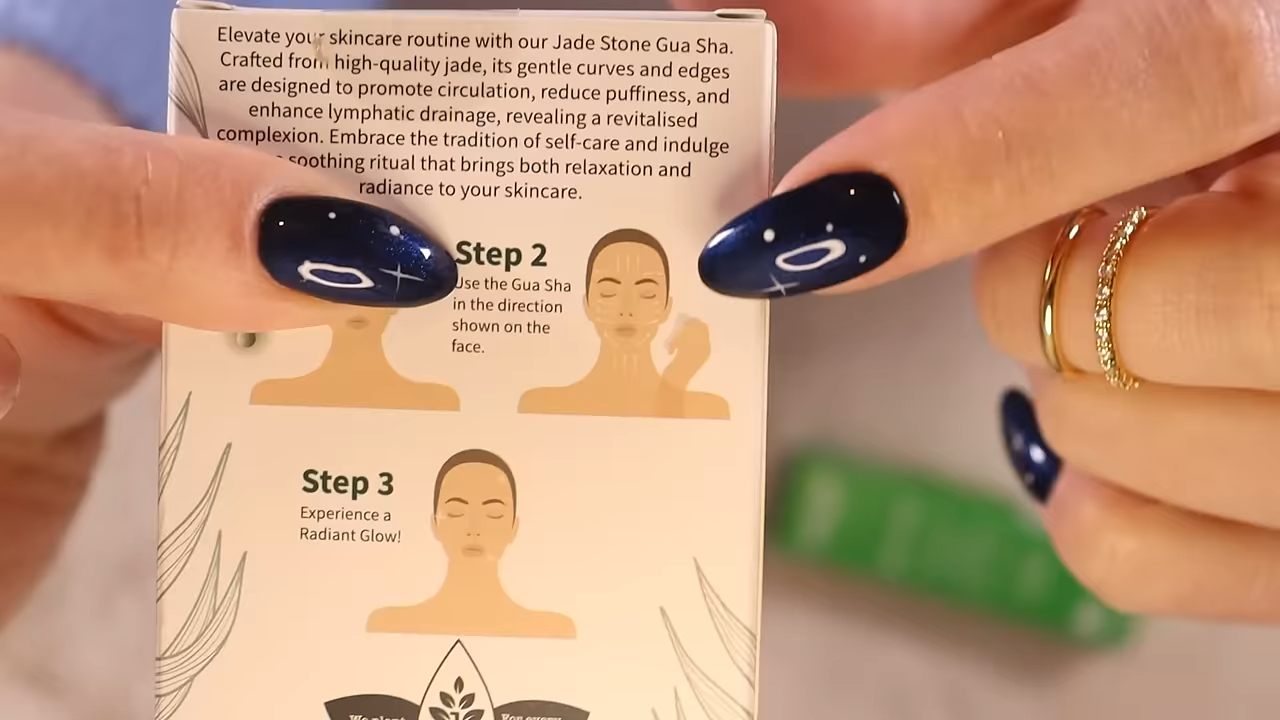 Elevate your skincare routine with our Jade Stone Gua Sha.
Crafted from high-quality jade, its gentle curves and edges
are designed to promote circulation, reduce puffiness, and
enhance lymphatic drainage, revealing a revitalised
complexion. Embrace the tradition of self-care and indulge
soothing ritual that brings both relaxation and
radiance to your skincare.
Step 2
Use the Gua Sha
in the direction
shown on the
face.
Step 3
Experience a
Radiant Glow!
We plant
For every